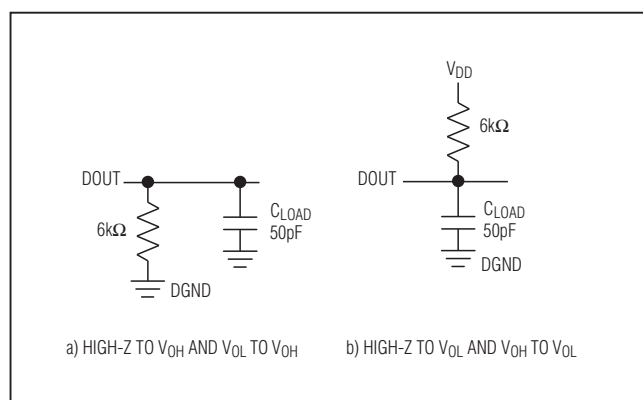 V_DD
6kΩ
DOUT
C_LOAD
50pF
6kΩ
DGND
a) HIGH-Z TO V_OH AND V_OL TO V_OH
DOUT
C_LOAD
50pF
DGND
b) HIGH-Z TO V_OL AND V_OH TO V_OL